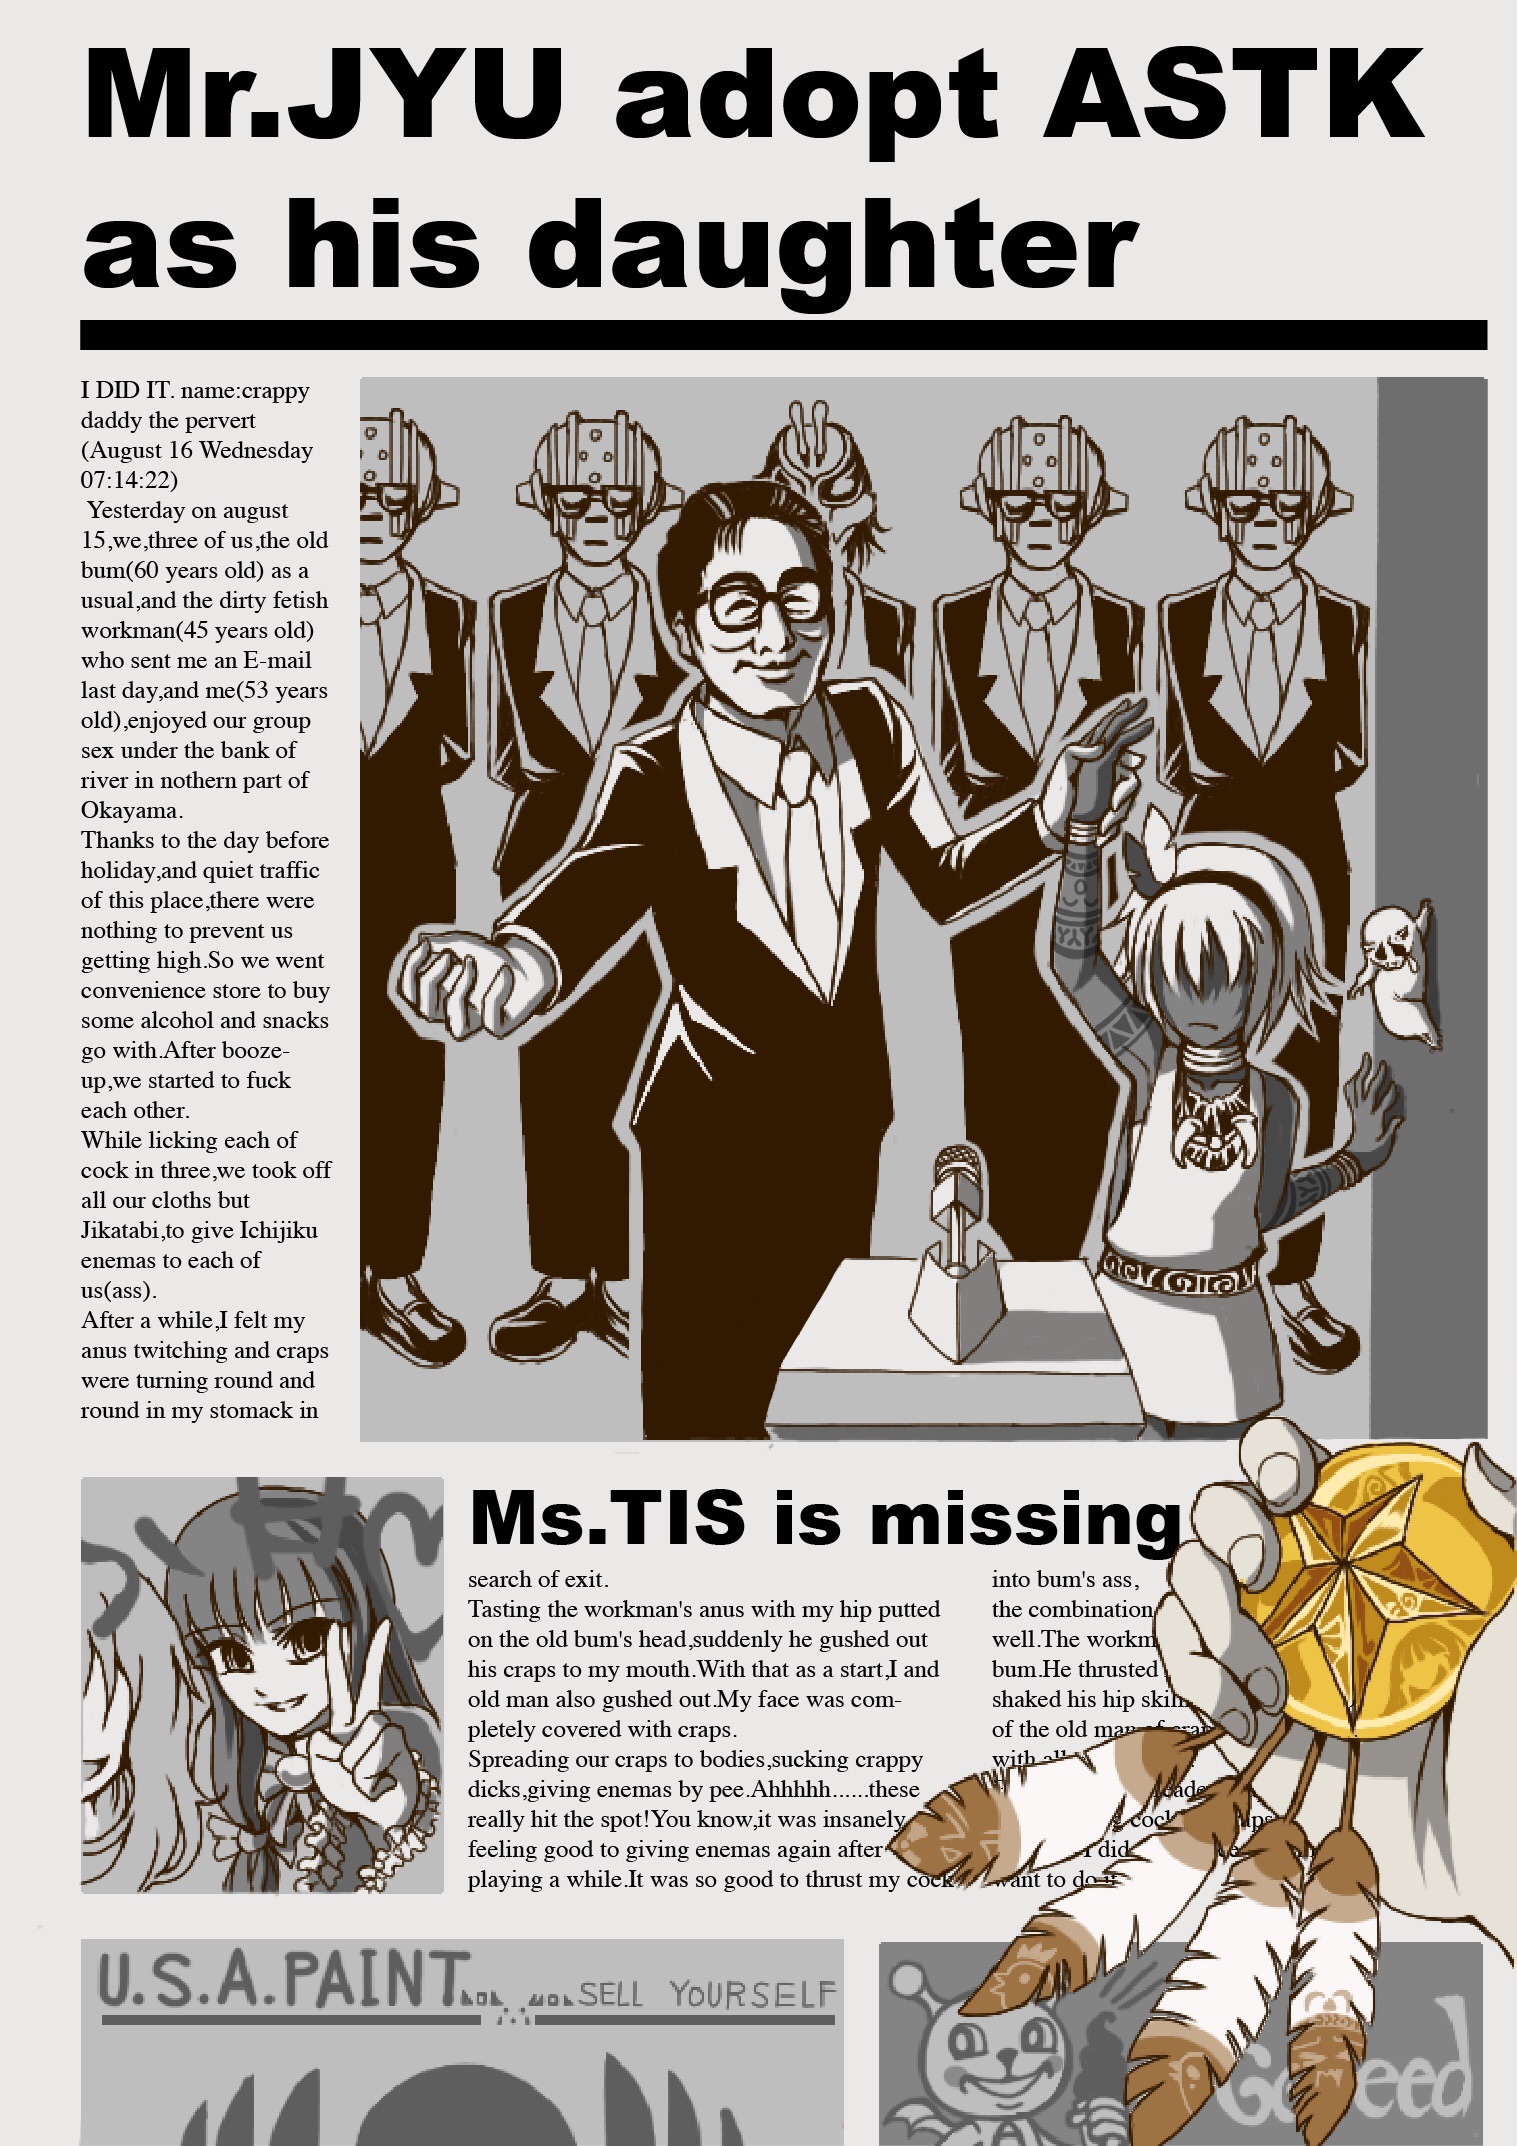 Mr.JYU adopt ASTK
as his daughter
I DID IT. name:crappy
daddy the pervert
(August 16 Wednesday
07:14:22)
Yesterday on august
15,we,three of us,the old
bum(60 years old) as a
usual,and the dirty fetish
workman(45 years old)
who sent me an E-mail
last day,and me(53 years
old),enjoyed our group
sex under the bank of
river in nothern part of
Okayama.
Thanks to the day before
holiday,and quiet traffic
of this place,there were
nothing to prevent us
getting high.So we went
convenience store to buy
some alcohol and snacks
go with.After booze-
up,we started to fuck
each other.
While licking each of
cock in three,we took off
all our cloths but
Jikatabi,to give Ichijiku
enemas to each of
us(ass).
After a while,I felt my
anus twitching and craps
were turning round and
round in my stomack in
Ms.TIS is missing
search of exit.
Tasting the workman's anus with my hip putted
on the old bum's head,suddenly he gushed out
his craps to my mouth.With that as a start,I and
old man also gushed out.My face was com-
pletely covered with craps.
Spreading our craps to bodies,sucking crappy
dicks,giving enemas by pee.Ahhhhh......these
really hit the spot!You know,it was insanely
feeling good to giving enemas again after
playing a while.It was so good to thrust my cock
into bum's ass,
the combination
well.The workm
bum.He thrusted
shaked his hip skill
of the old man of crap
with all
did
want to do it
U.S.A.PAINT
SELL YOURSELF